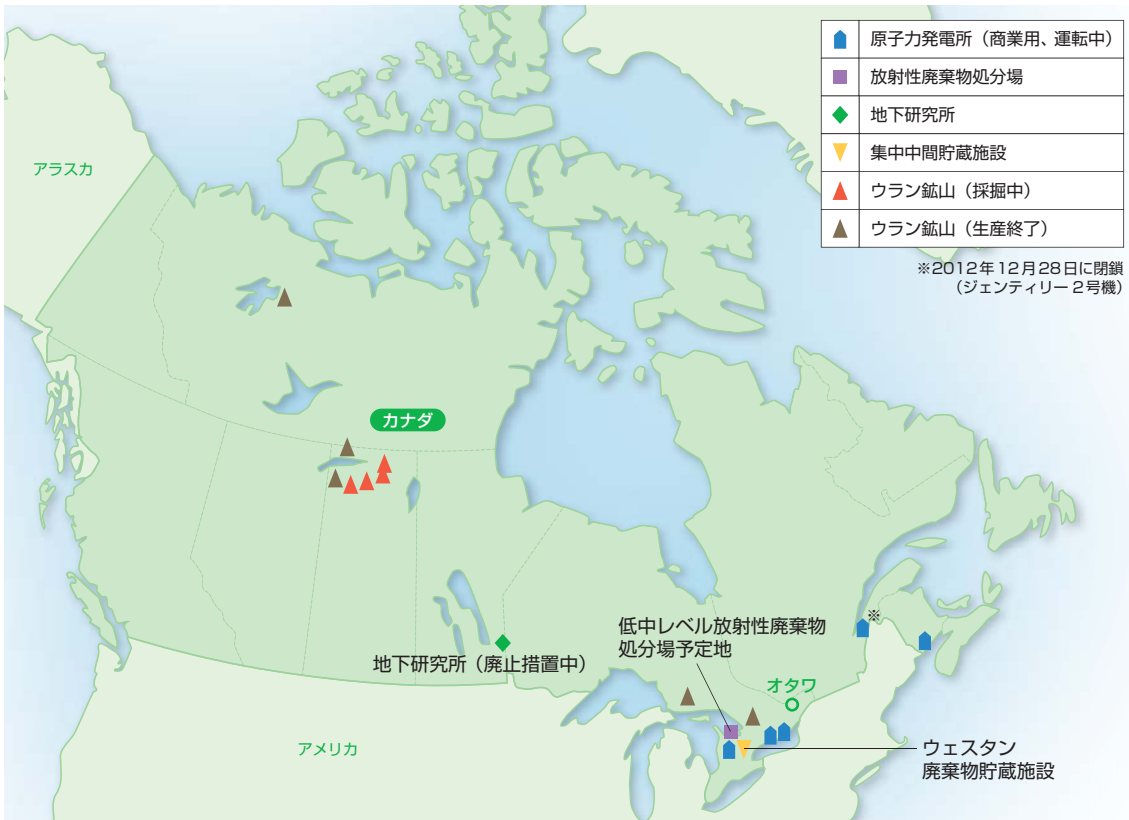 原子力発電所（商業用、運転中）
放射性廃棄物処分場
地下研究所
集中中間貯蔵施設
ウラン鉱山（採掘中）
ウラン鉱山（生産終了）
※2012年12月28日に閉鎖
（ジェンティリー2号機）
アラスカ
カナダ
※
低中レベル放射性廃棄物
処分場予定地
地下研究所（廃止措置中）
オタワ
アメリカ
ウェスタン
廃棄物貯蔵施設